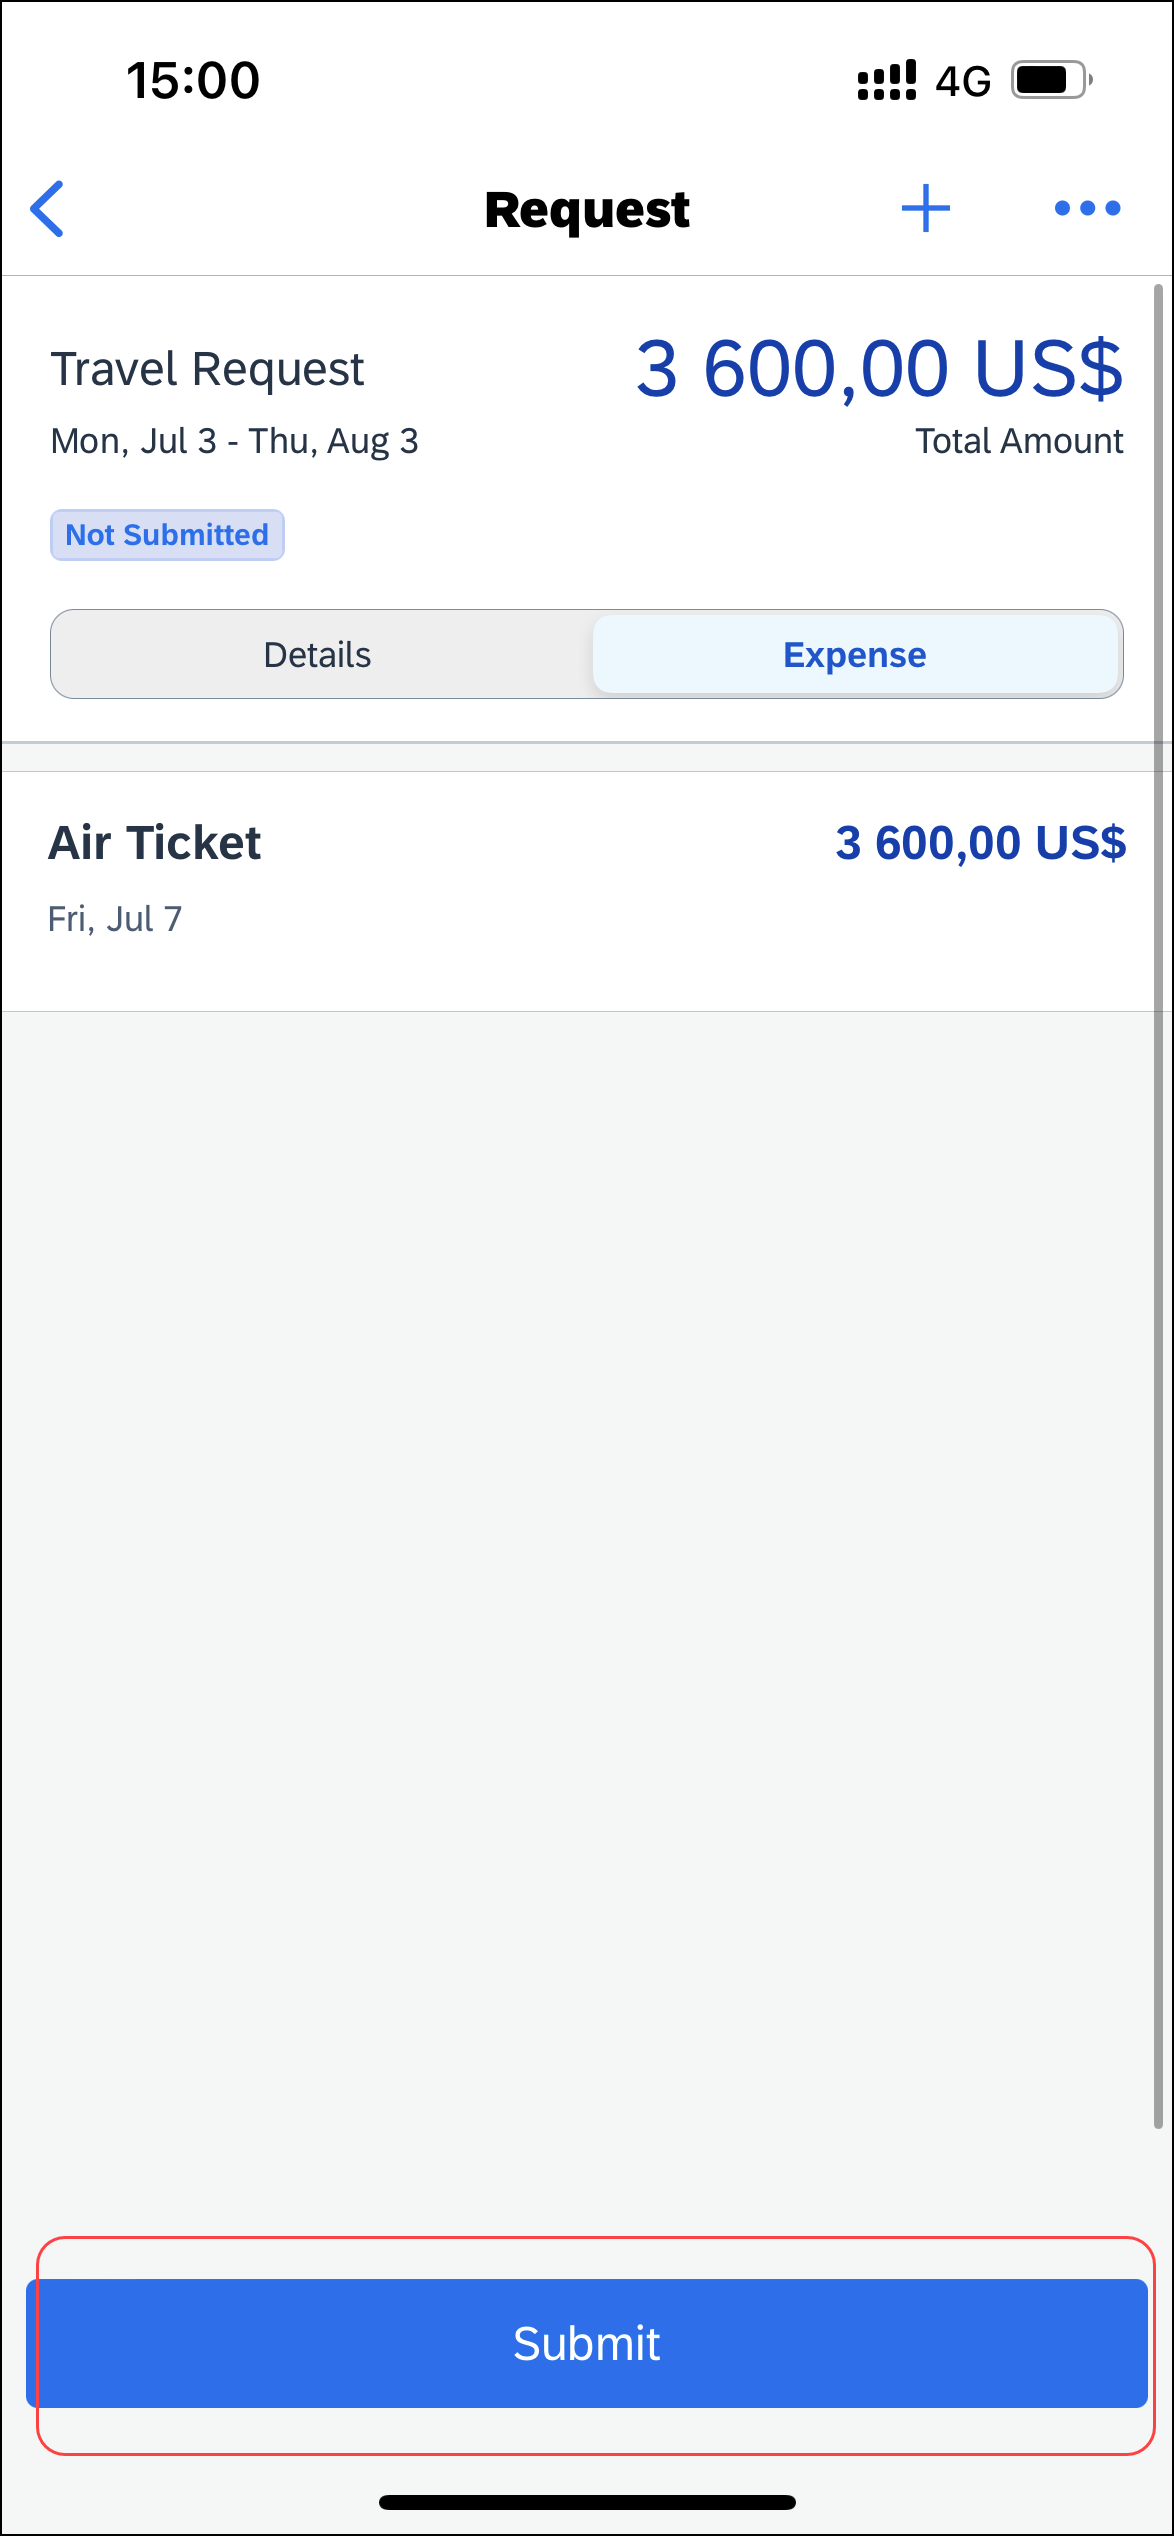 15:00 4G
Request
Travel Request 3 600,00 US$
Mon, Jul 3 - Thu, Aug 3 Total Amount
Not Submitted
Details Expense
Air Ticket 3 600,00 US$
Fri, Jul 7
Submit